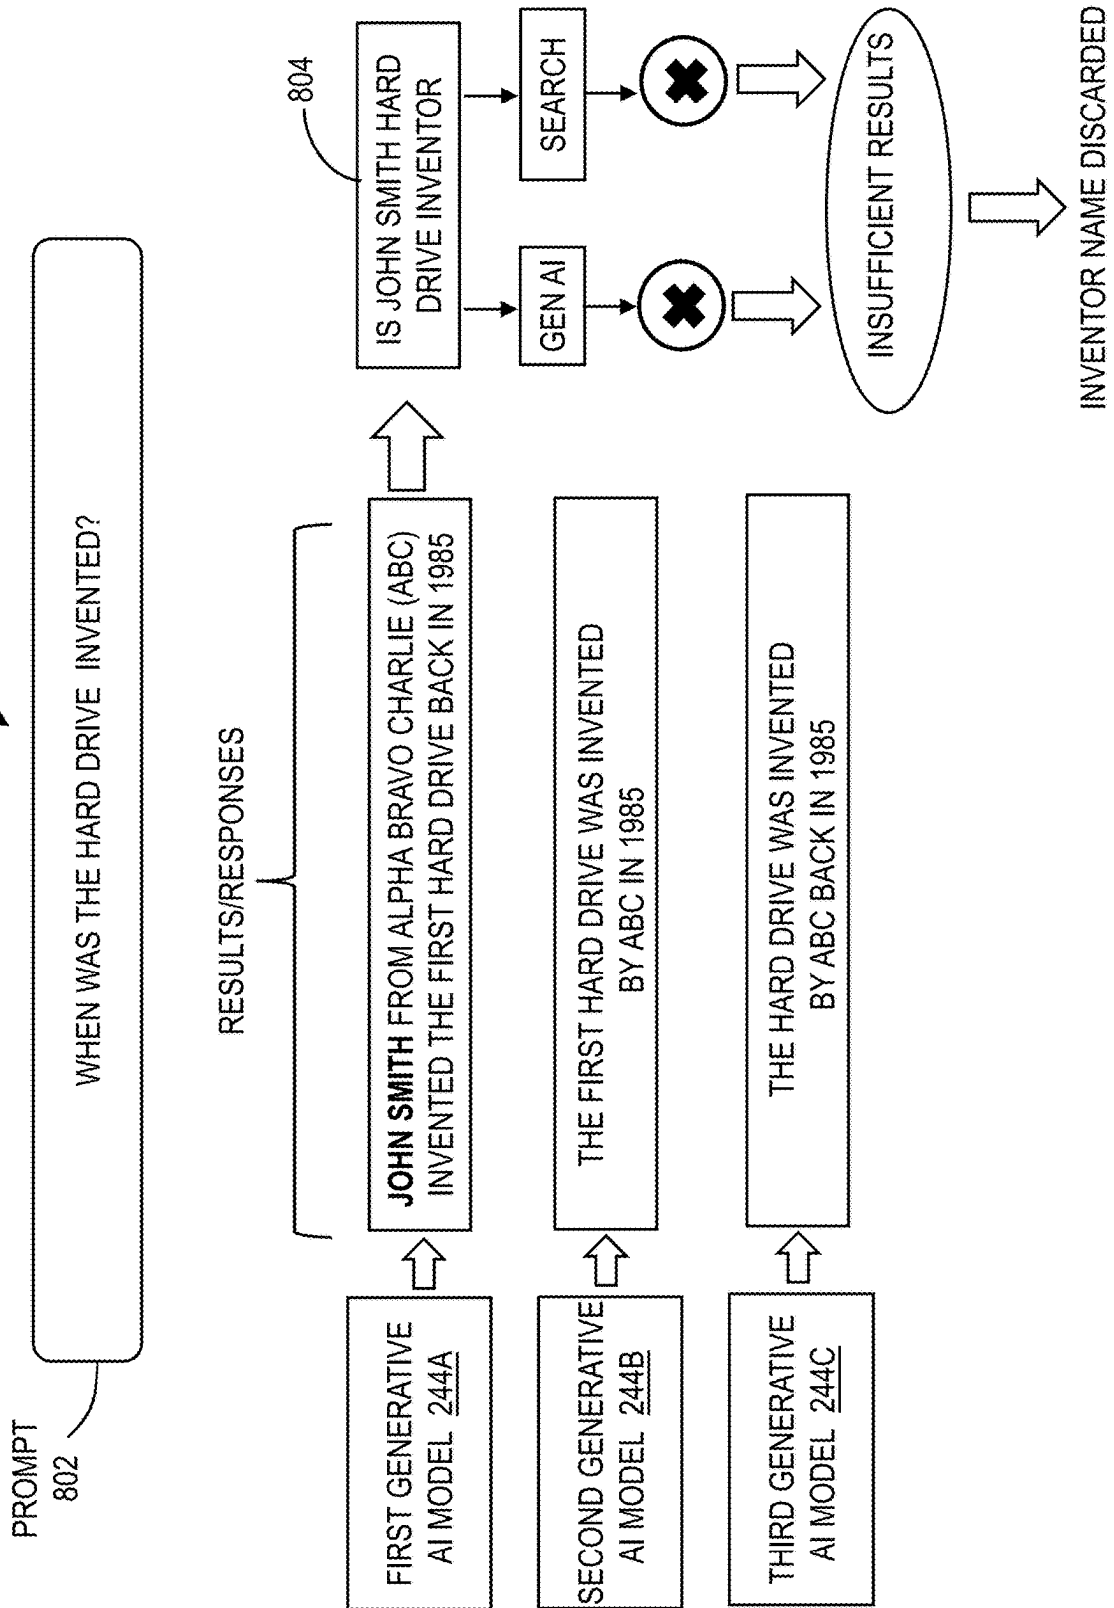 PROMPT
802
WHEN WAS THE HARD DRIVE INVENTED?
RESULTS/RESPONSES
FIRST GENERATIVE
AI MODEL 244A
JOHN SMITH FROM ALPHA BRAVO CHARLIE (ABC)
INVENTED THE FIRST HARD DRIVE BACK IN 1985
804
IS JOHN SMITH HARD
DRIVE INVENTOR
GEN AI
SEARCH
SECOND GENERATIVE
AI MODEL 244B
THE FIRST HARD DRIVE WAS INVENTED
BY ABC IN 1985
THIRD GENERATIVE
AI MODEL 244C
THE HARD DRIVE WAS INVENTED
BY ABC BACK IN 1985
INSUFFICIENT RESULTS
INVENTOR NAME DISCARDED